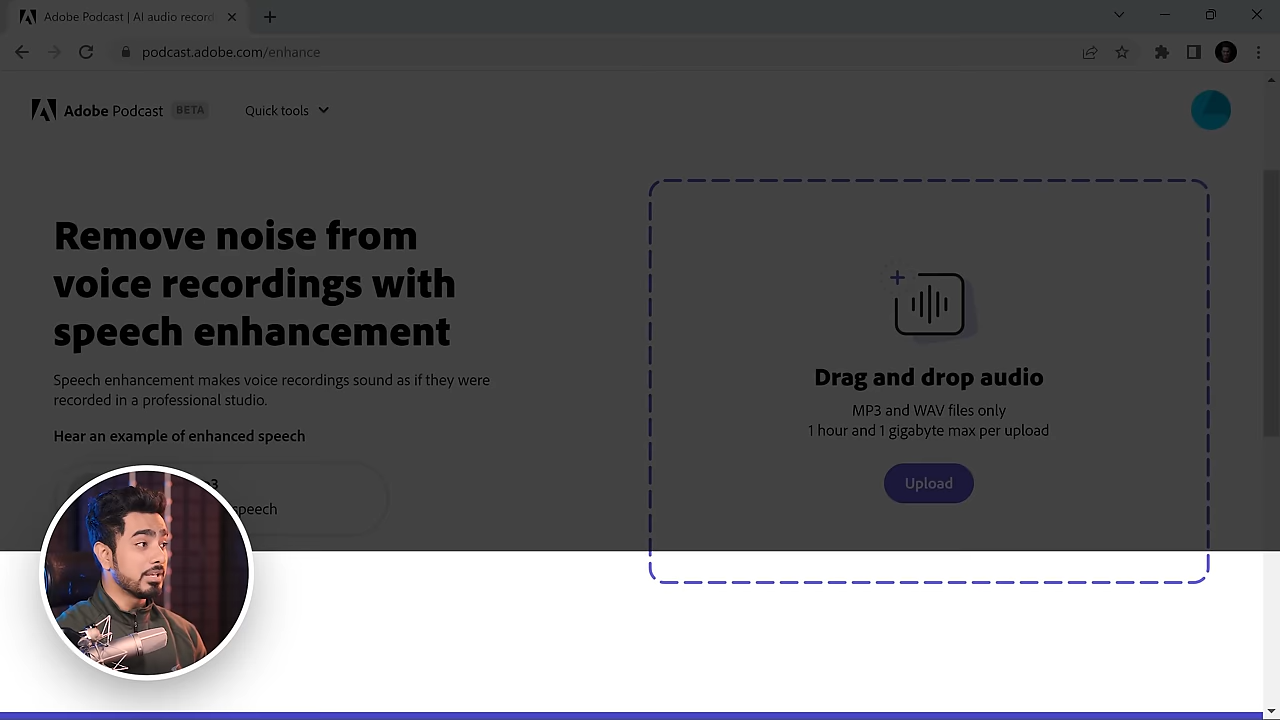 Adobe Podcast | AI audio record
podcast.adobe.com/enhance
Adobe Podcast BETA Quick tools
Remove noise from
voice recordings with
speech enhancement
Speech enhancement makes voice recordings sound as if they were
recorded in a professional studio.
Hear an example of enhanced speech
3
speech
Drag and drop audio
MP3 and WAV files only
1 hour and 1 gigabyte max per upload
Upload